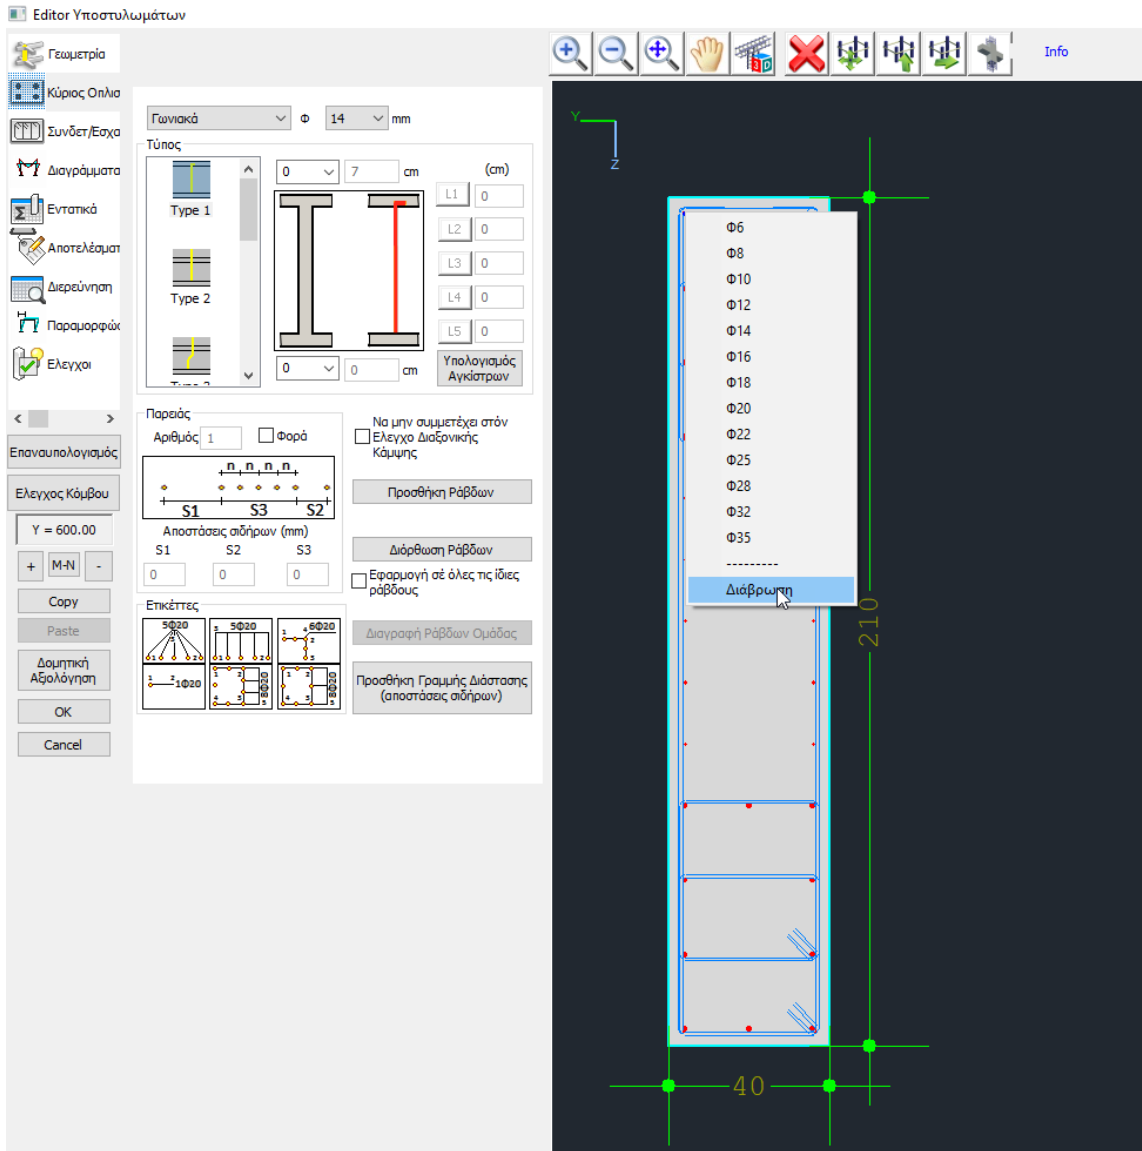 Editor Υποστυλωμάτων
Γεωμετρία
Κύριος Οπλισ
Συνδετ/Εσχα
Διαγράμματα
Εντατικά
Αποτελέσματ
Διερεύνηση
Παραμορφώσ
Ελεγχοι
Επαναυπολογισμός
Ελεγχος Κόμβου
Y = 600.00
+ M-N -
Copy
Paste
Δομητική
Αξιολόγηση
OK
Cancel
Γωνιακά Φ 14 mm
Τύπος
Type 1
Type 2
0 7 cm
(cm)
L1 0
L2 0
L3 0
L4 0
L5 0
0 0 cm
Υπολογισμός
Αγκίστρων
Παρειάς
Αριθμός 1 Φορά
n n n n
S1 S3 S2
Αποστάσεις σιδήρων (mm)
S1 S2 S3
0 0 0
Να μην συμμετέχει στόν
Ελεγχο Διαξονικής
Κάμψης
Προσθήκη Ράβδων
Διόρθωση Ράβδων
Εφαρμογή σέ όλες τις ίδιες
ράβδους
Διαγραφή Ράβδων Ομάδας
Προσθήκη Γραμμής Διάστασης
(αποστάσεις σιδήρων)
Ετικέττες
5Φ20 5Φ20 6Φ20
1Φ20 8Φ20 8Φ20
3D
Info
Y
Z
Φ6
Φ8
Φ10
Φ12
Φ14
Φ16
Φ18
Φ20
Φ22
Φ25
Φ28
Φ32
Φ35
---------
Διάβρωση
210
40